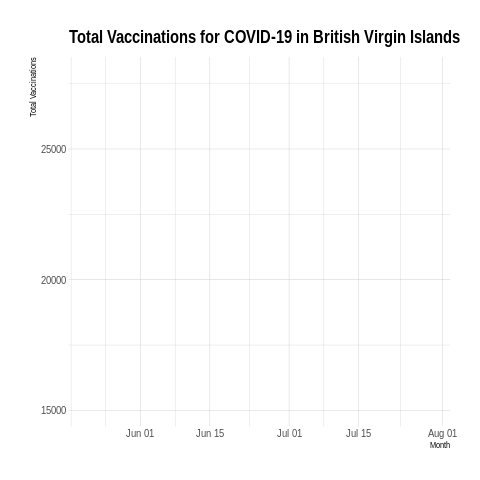 Total Vaccinations for COVID-19 in British Virgin Islands
Total Vaccinations
25000
20000
15000
Jun 01 Jun 15 Jul 01 Jul 15 Aug 01
Month